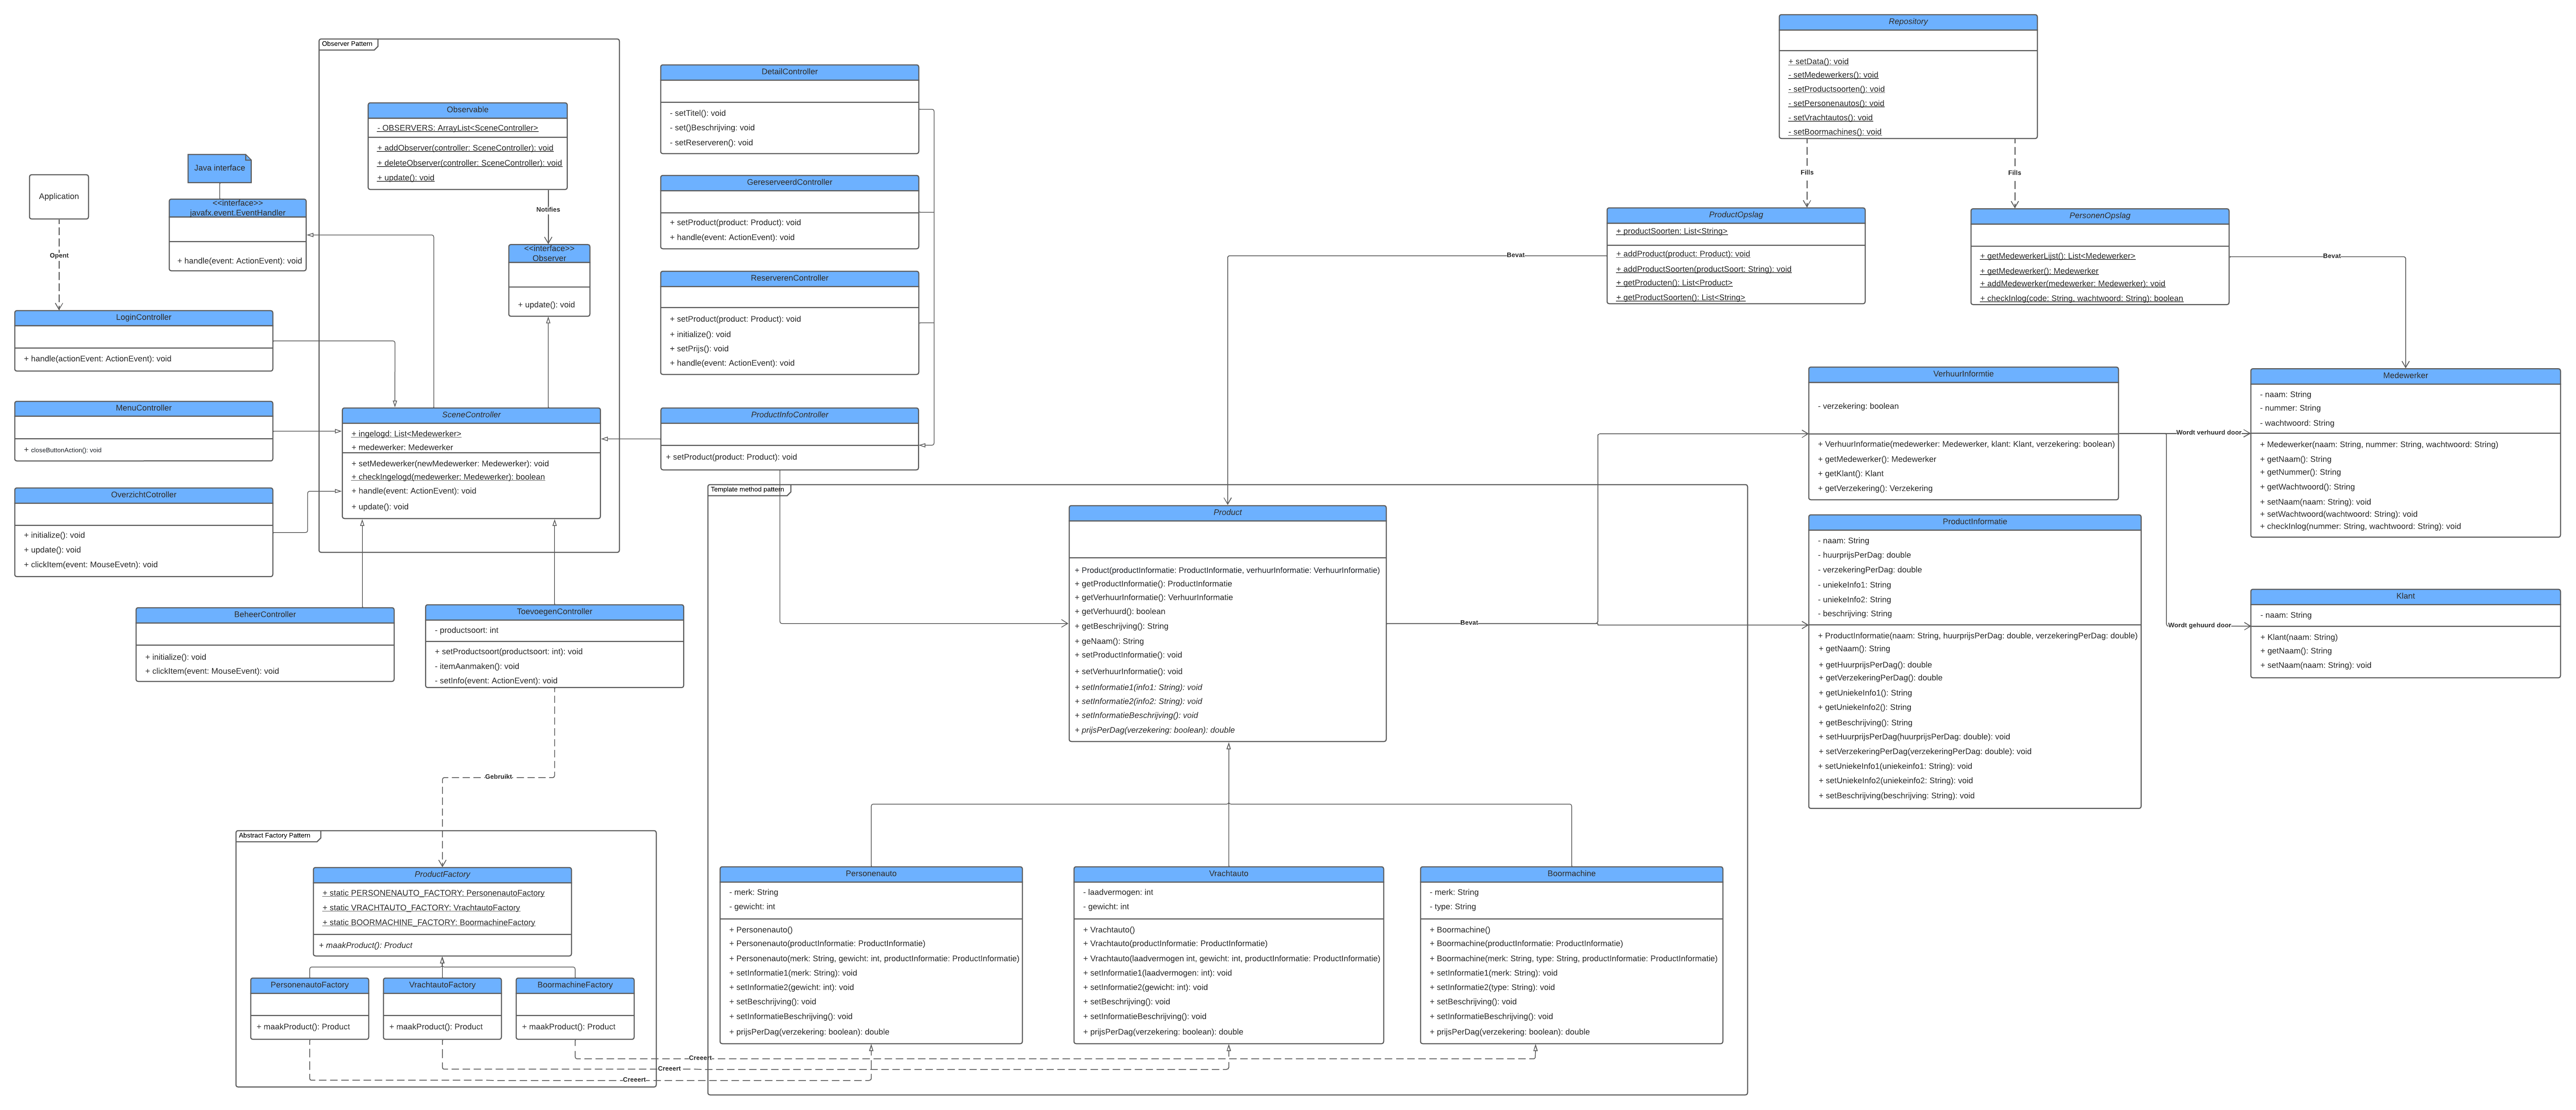 Observer Pattern
Observable
- OBSERVERS: ArrayList<SceneController>
+ addObserver(controller: SceneController): void
+ deleteObserver(controller: SceneController): void
+ update(): void
Notifies
<<interface>>
Observer
+ update(): void
Java interface
<<interface>>
javafx.event.EventHandler
+ handle(event: ActionEvent): void
Application
Opent
LoginController
+ handle(actionEvent: ActionEvent): void
MenuController
+ closeButtonAction(): void
OverzichtCotroller
+ initialize(): void
+ update(): void
+ clickItem(event: MouseEvetn): void
SceneController
+ ingelogd: List<Medewerker>
+ medewerker: Medewerker
+ setMedewerker(newMedewerker: Medewerker): void
+ checkIngelogd(medewerker: Medewerker): boolean
+ handle(event: ActionEvent): void
+ update(): void
BeheerController
+ initialize(): void
+ clickItem(event: MouseEvent): void
ToevoegenController
- productsoort: int
+ setProductsoort(productsoort: int): void
- itemAanmaken(): void
- setInfo(event: ActionEvent): void
Gebruikt
DetailController
- setTitel(): void
- set()Beschrijving: void
- setReserveren(): void
GereserveerdController
+ setProduct(product: Product): void
+ handle(event: ActionEvent): void
ReserverenController
+ setProduct(product: Product): void
+ initialize(): void
+ setPrijs(): void
+ handle(event: ActionEvent): void
ProductInfoController
+ setProduct(product: Product): void
Abstract Factory Pattern
ProductFactory
+ static PERSONENAUTO_FACTORY: PersonenautoFactory
+ static VRACHTAUTO_FACTORY: VrachtautoFactory
+ static BOORMACHINE_FACTORY: BoormachineFactory
+ maakProduct(): Product
PersonenautoFactory
+ maakProduct(): Product
VrachtautoFactory
+ maakProduct(): Product
BoormachineFactory
+ maakProduct(): Product
Creeert
Creeert
Creeert
Template method pattern
Product
+ Product(productInformatie: ProductInformatie, verhuurInformatie: VerhuurInformatie)
+ getProductInformatie(): ProductInformatie
+ getVerhuurInformatie(): VerhuurInformatie
+ getVerhuurd(): boolean
+ getBeschrijving(): String
+ geNaam(): String
+ setProductInformatie(): void
+ setVerhuurInformatie(): void
+ setInformatie1(info1: String): void
+ setInformatie2(info2: String): void
+ setInformatieBeschrijving(): void
+ prijsPerDag(verzekering: boolean): double
Personenauto
- merk: String
- gewicht: int
+ Personenauto()
+ Personenauto(productInformatie: ProductInformatie)
+ Personenauto(merk: String, gewicht: int, productInformatie: ProductInformatie)
+ setInformatie1(merk: String): void
+ setInformatie2(gewicht: int): void
+ setBeschrijving(): void
+ setInformatieBeschrijving(): void
+ prijsPerDag(verzekering: boolean): double
Vrachtauto
- laadvermogen: int
- gewicht: int
+ Vrachtauto()
+ Vrachtauto(productInformatie: ProductInformatie)
+ Vrachtauto(laadvermogen int, gewicht: int, productInformatie: ProductInformatie)
+ setInformatie1(laadvermogen: int): void
+ setInformatie2(gewicht: int): void
+ setBeschrijving(): void
+ setInformatieBeschrijving(): void
+ prijsPerDag(verzekering: boolean): double
Boormachine
- merk: String
- type: String
+ Boormachine()
+ Boormachine(productInformatie: ProductInformatie)
+ Boormachine(merk: String, type: String, productInformatie: ProductInformatie)
+ setInformatie1(merk: String): void
+ setInformatie2(type: String): void
+ setBeschrijving(): void
+ setInformatieBeschrijving(): void
+ prijsPerDag(verzekering: boolean): double
Repository
+ setData(): void
- setMedewerkers(): void
- setProductsoorten(): void
- setPersonenautos(): void
- setVrachtautos(): void
- setBoormachines(): void
Fills
Fills
ProductOpslag
+ productSoorten: List<String>
+ addProduct(product: Product): void
+ addProductSoorten(productSoort: String): void
+ getProducten(): List<Product>
+ getProductSoorten(): List<String>
Bevat
PersonenOpslag
+ getMedewerkerLijst(): List<Medewerker>
+ getMedewerker(): Medewerker
+ addMedewerker(medewerker: Medewerker): void
+ checkInlog(code: String, wachtwoord: String): boolean
Bevat
VerhuurInformtie
- verzekering: boolean
+ VerhuurInformatie(medewerker: Medewerker, klant: Klant, verzekering: boolean)
+ getMedewerker(): Medewerker
+ getKlant(): Klant
+ getVerzekering(): Verzekering
Wordt verhuurd door
Wordt gehuurd door
Bevat
ProductInformatie
- naam: String
- huurprijsPerDag: double
- verzekeringPerDag: double
- uniekeInfo1: String
- uniekeInfo2: String
- beschrijving: String
+ ProductInformatie(naam: String, huurprijsPerDag: double, verzekeringPerDag: double)
+ getNaam(): String
+ getHuurprijsPerDag(): double
+ getVerzekeringPerDag(): double
+ getUniekeInfo1(): String
+ getUniekeInfo2(): String
+ getBeschrijving(): String
+ setHuurprijsPerDag(huurprijsPerDag: double): void
+ setVerzekeringPerDag(verzekeringPerDag: double): void
+ setUniekeInfo1(uniekeinfo1: String): void
+ setUniekeInfo2(uniekeinfo2: String): void
+ setBeschrijving(beschrijving: String): void
Medewerker
- naam: String
- nummer: String
- wachtwoord: String
+ Medewerker(naam: String, nummer: String, wachtwoord: String)
+ getNaam(): String
+ getNummer(): String
+ getWachtwoord(): String
+ setNaam(naam: String): void
+ setWachtwoord(wachtwoord: String): void
+ checkInlog(nummer: String, wachtwoord: String): void
Klant
- naam: String
+ Klant(naam: String)
+ getNaam(): String
+ setNaam(naam: String): void